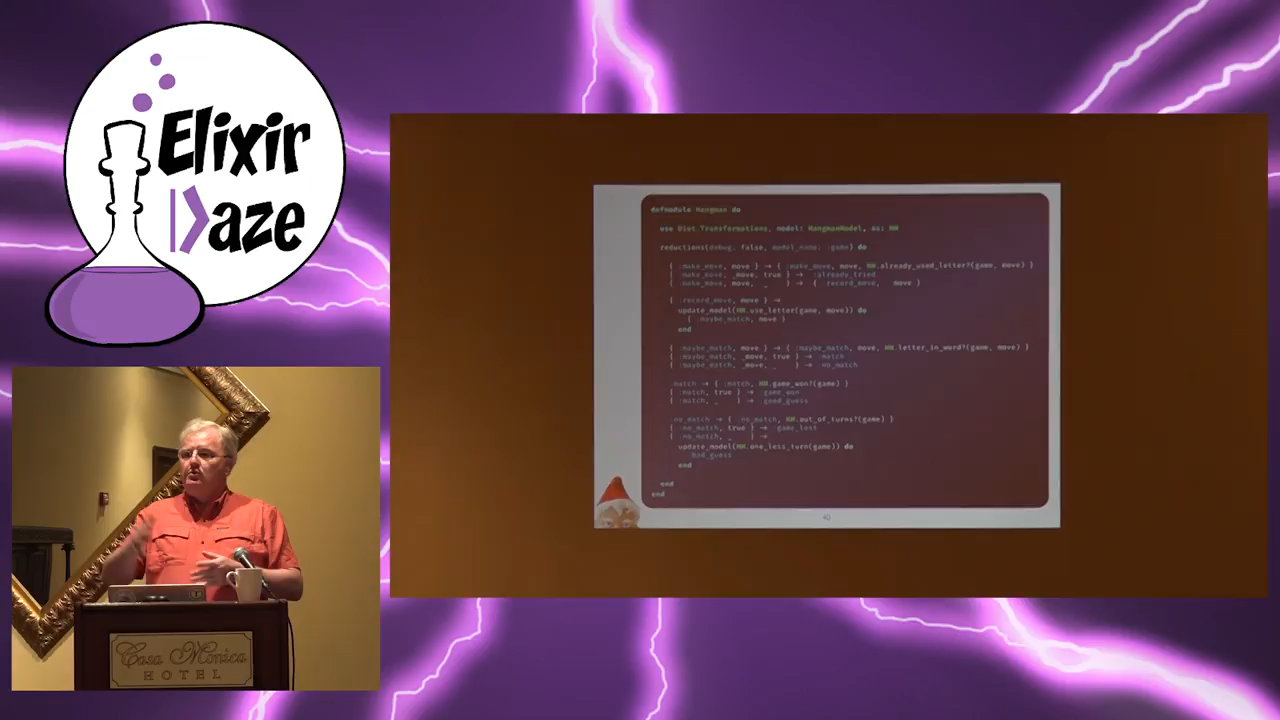 Elixir
Daze
defmodule Hangman do
use Dist.Transformations, model: HangmanModel, as: HM
reductions(debug: false, model_name: :game) do
{ :make_move, move } -> { :make_move, move, HM.already_used_letter?(game, move) }
{ :make_move, _move, true } -> :already_tried
{ :make_move, move, _ } -> { :record_move, move }
{ :record_move, move } ->
update_model(HM.use_letter(game, move)) do
{ :maybe_match, move }
end
{ :maybe_match, move } -> { :maybe_match, move, HM.letter_in_word?(game, move) }
{ :maybe_match, _move, true } -> :match
{ :maybe_match, _move, _ } -> :no_match
:match -> { :match, HM.game_won?(game) }
{ :match, true } -> :game_won
{ :match, _ } -> :good_guess
:no_match -> { :no_match, HM.out_of_turns?(game) }
{ :no_match, true } -> :game_lost
{ :no_match, _ } ->
update_model(HM.one_less_turn(game)) do
:bad_guess
end
end
end
40
Casa Monica
HOTEL